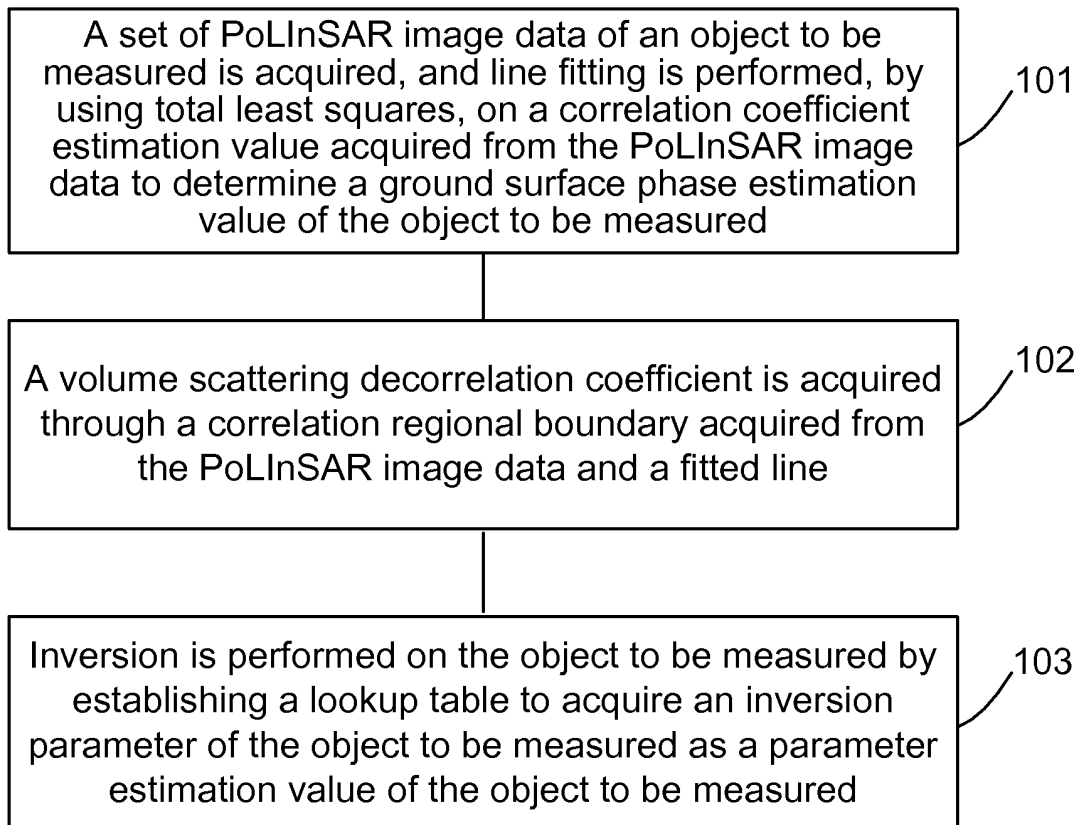 A set of PoLInSAR image data of an object to be
measured is acquired, and line fitting is performed, by
using total least squares, on a correlation coefficient
estimation value acquired from the PoLInSAR image
data to determine a ground surface phase estimation
value of the object to be measured
101
A volume scattering decorrelation coefficient is acquired
through a correlation regional boundary acquired from
the PoLInSAR image data and a fitted line
102
Inversion is performed on the object to be measured by
establishing a lookup table to acquire an inversion
parameter of the object to be measured as a parameter
estimation value of the object to be measured
103